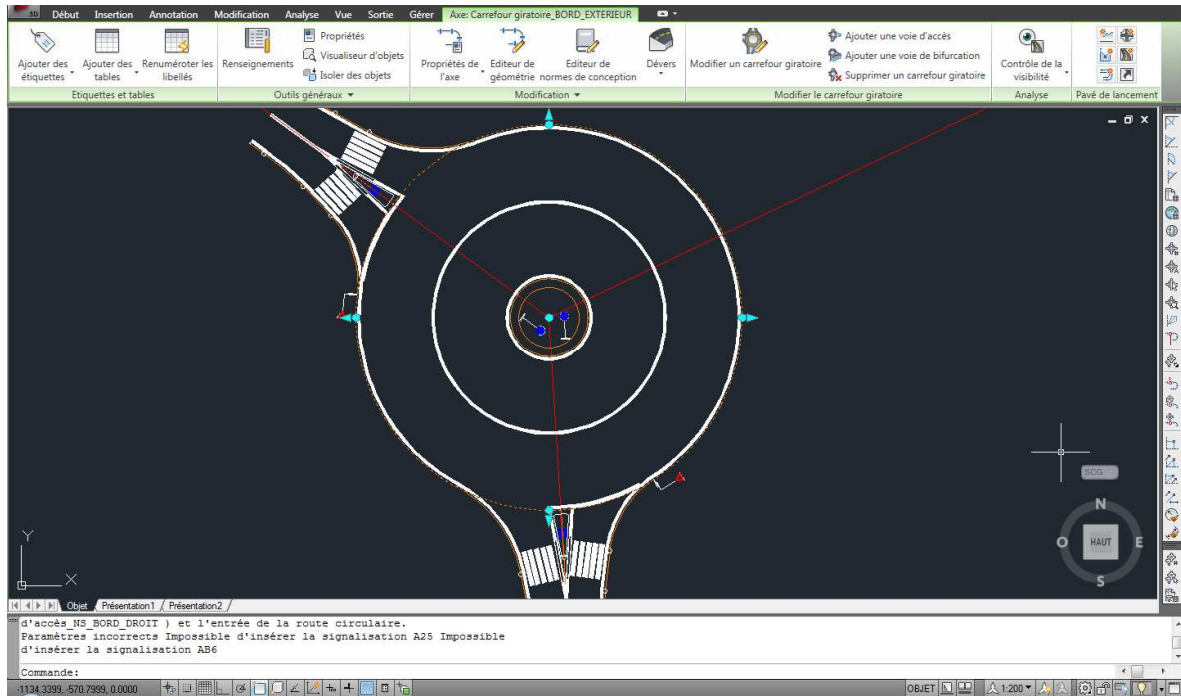 3D Début Insertion Annotation Modification Analyse Vue Sortie Gérer Axe: Carrefour giratoire_BORD_EXTERIEUR
Ajouter des étiquettes
Ajouter des tables
Renuméroter les libellés
Etiquettes et tables
Renseignements
Propriétés
Visualiseur d'objets
Isoler des objets
Outils généraux
Propriétés de l'axe
Editeur de géométrie
Editeur de normes de conception
Dévers
Modification
Modifier un carrefour giratoire
Ajouter une voie d'accès
Ajouter une voie de bifurcation
Supprimer un carrefour giratoire
Modifier le carrefour giratoire
Contrôle de la visibilité
Analyse
Pavé de lancement
SCG
N
O HAUT E
S
Y
X
Objet Présentation1 Présentation2
d'accès_NS_BORD_DROIT ) et l'entrée de la route circulaire.
Paramètres incorrects Impossible d'insérer la signalisation A25 Impossible
d'insérer la signalisation AB6
Commande:
-1134.3399, -570.7999, 0.0000 OBJET 1:200